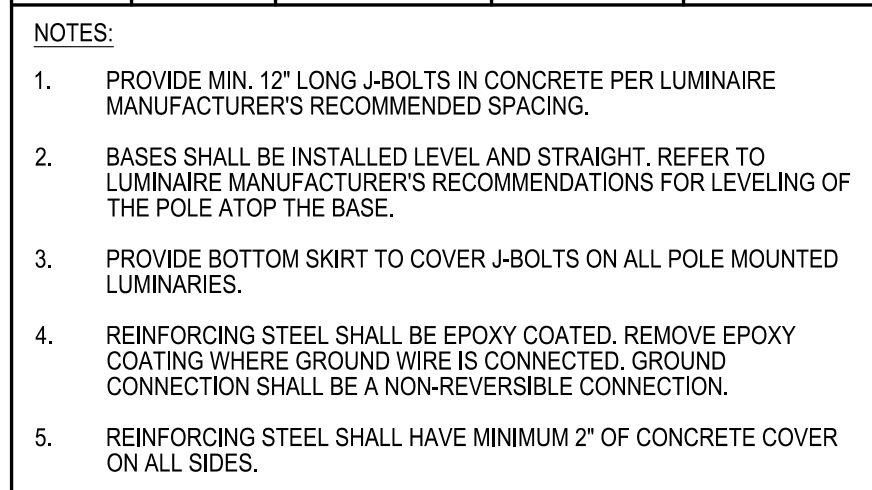 NOTES:
1. PROVIDE MIN. 12" LONG J-BOLTS IN CONCRETE PER LUMINAIRE
MANUFACTURER'S RECOMMENDED SPACING.
2. BASES SHALL BE INSTALLED LEVEL AND STRAIGHT. REFER TO
LUMINAIRE MANUFACTURER'S RECOMMENDATIONS FOR LEVELING OF
THE POLE ATOP THE BASE.
3. PROVIDE BOTTOM SKIRT TO COVER J-BOLTS ON ALL POLE MOUNTED
LUMINARIES.
4. REINFORCING STEEL SHALL BE EPOXY COATED. REMOVE EPOXY
COATING WHERE GROUND WIRE IS CONNECTED. GROUND
CONNECTION SHALL BE A NON-REVERSIBLE CONNECTION.
5. REINFORCING STEEL SHALL HAVE MINIMUM 2" OF CONCRETE COVER
ON ALL SIDES.